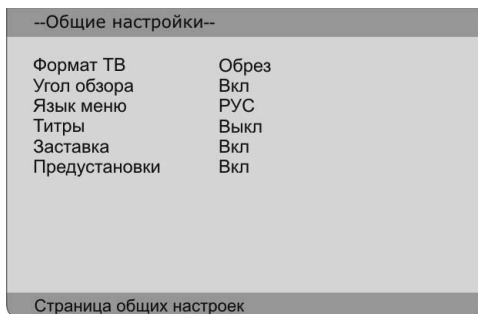 --Общие настройки--
Формат ТВ Обрез
Угол обзора Вкл
Язык меню РУС
Титры Выкл
Заставка Вкл
Предустановки Вкл
Страница общих настроек